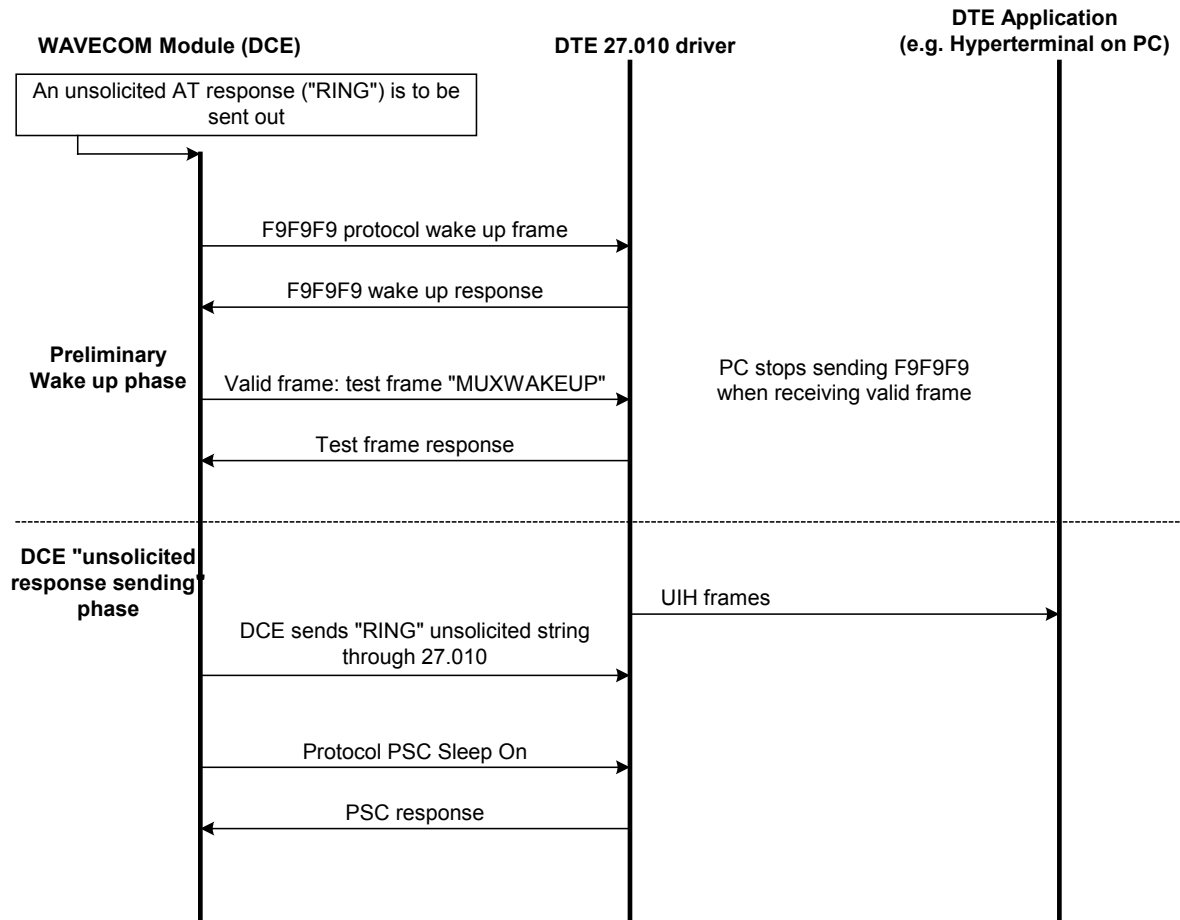 WAVECOM Module (DCE)
DTE 27.010 driver
DTE Application
(e.g. Hyperterminal on PC)
An unsolicited AT response ("RING") is to be
sent out
F9F9F9 protocol wake up frame
F9F9F9 wake up response
Preliminary
Wake up phase
Valid frame: test frame "MUXWAKEUP"
PC stops sending F9F9F9
when receiving valid frame
Test frame response
DCE "unsolicited
response sending"
phase
UIH frames
DCE sends "RING" unsolicited string
through 27.010
Protocol PSC Sleep On
PSC response